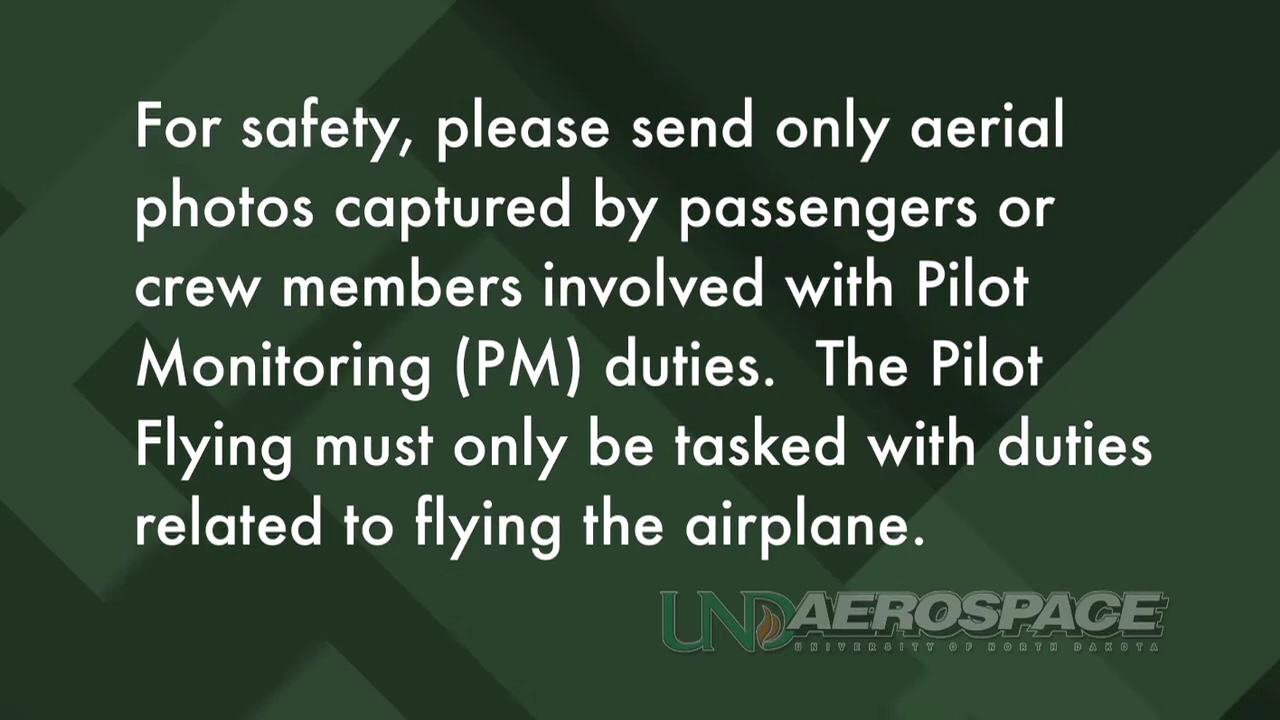 For safety, please send only aerial
photos captured by passengers or
crew members involved with Pilot
Monitoring (PM) duties.  The Pilot
Flying must only be tasked with duties
related to flying the airplane.
UND AEROSPACE
UNIVERSITY OF NORTH DAKOTA